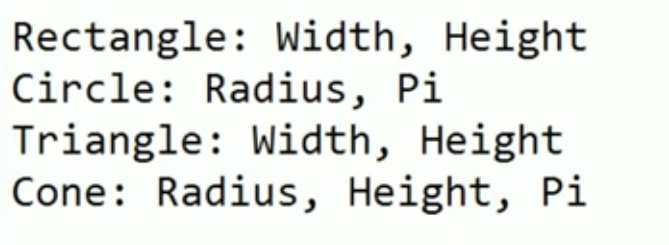 Rectangle: Width, Height
Circle: Radius, Pi
Triangle: Width, Height
Cone: Radius, Height, Pi